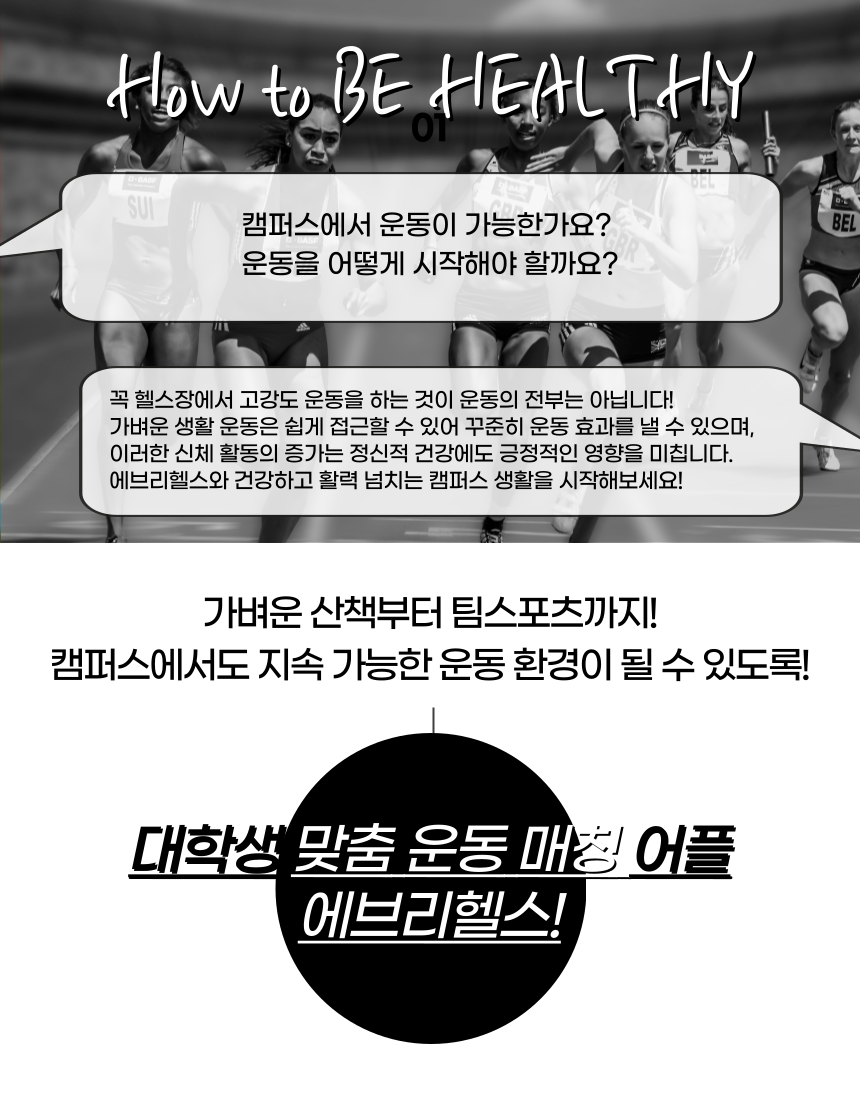 How to BE HEALTHY
01
SUI
GBR
GBR
BEL
BEL
캠퍼스에서 운동이 가능한가요?
운동을 어떻게 시작해야 할까요?
꼭 헬스장에서 고강도 운동을 하는 것이 운동의 전부는 아닙니다!
가벼운 생활 운동은 쉽게 접근할 수 있어 꾸준히 운동 효과를 낼 수 있으며,
이러한 신체 활동의 증가는 정신적 건강에도 긍정적인 영향을 미칩니다.
에브리헬스와 건강하고 활력 넘치는 캠퍼스 생활을 시작해보세요!
가벼운 산책부터 팀스포츠까지!
캠퍼스에서도 지속 가능한 운동 환경이 될 수 있도록!
대학생 맞춤 운동 매칭 어플
에브리헬스!